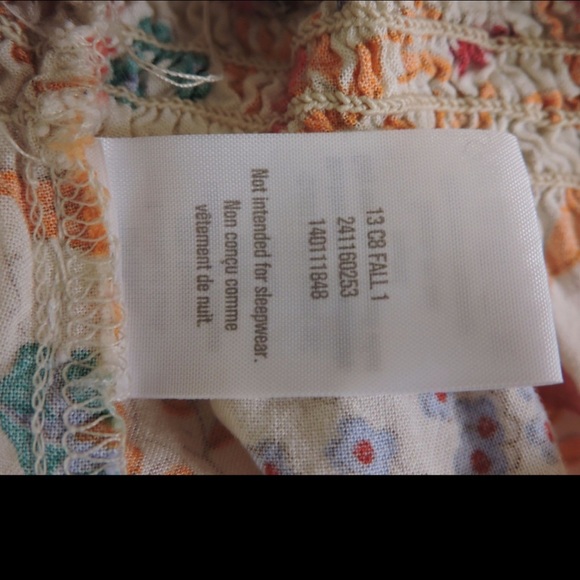 13 C8 FALL 1
241160253
140111848
Not intended for sleepwear.
Non conçu comme
vêtement de nuit.